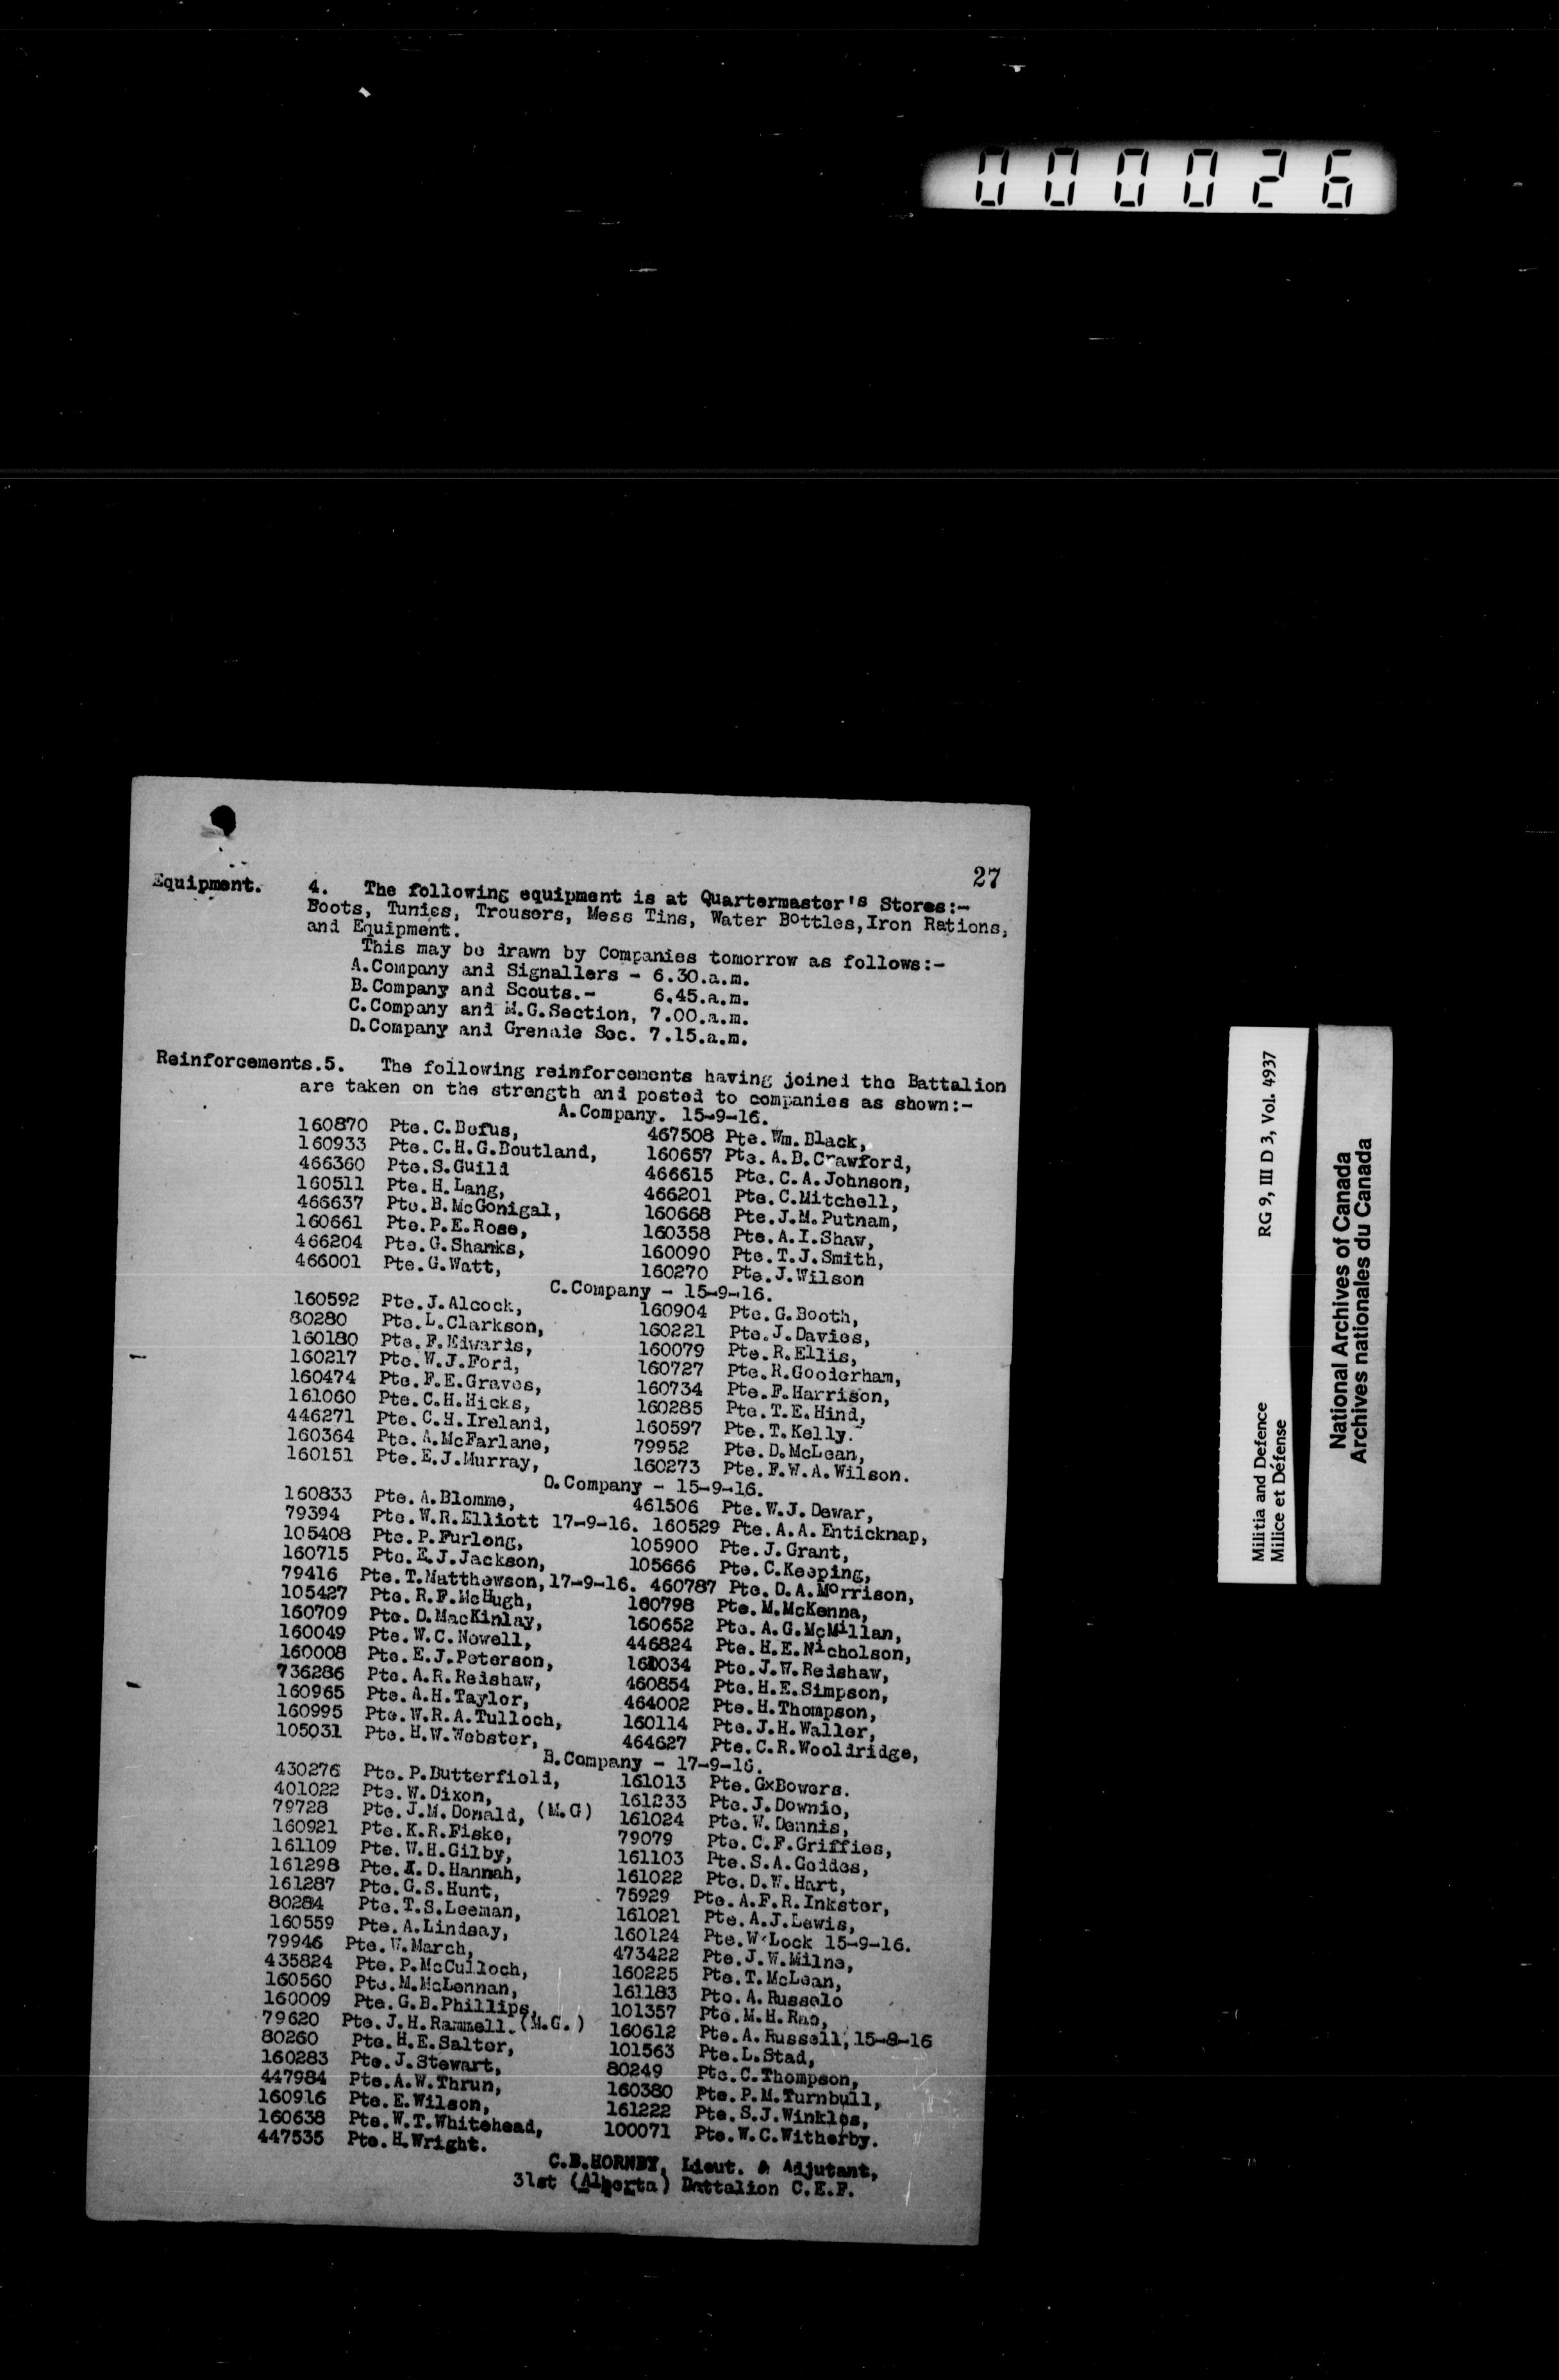 000026
27
Equipment. 4. The following equipment is at Quartermaster's Stores:-
Boots, Tunics, Trousers, Mess Tins, Water Bottles,Iron Rations,
and Equipment.
This may be drawn by Companies tomorrow as follows:-
A.Company and Signallers - 6.30.a.m.
B.Company and Scouts.- 6.45.a.m.
C.Company and M.G.Section, 7.00.a.m.
D.Company and Grenade Sec. 7.15.a.m.
Reinforcements.5. The following reinforcements having joined the Battalion
are taken on the strength and posted to companies as shown:-
A.Company. 15-9-16.
160870 Pte.C.Bofus, 467508 Pte.Wm.Black,
160933 Pte.C.H.G.Boutland, 160657 Pte.A.B.Crawford,
466360 Pte.S.Guild 466615 Pte.C.A.Johnson,
160511 Pte.H.Lang, 466201 Pte.C.Mitchell,
466637 Pte.B.McGonigal, 160668 Pte.J.M.Putnam,
160661 Pte.P.E.Rose, 160358 Pte.A.I.Shaw,
466204 Pte.G.Shanks, 160090 Pte.T.J.Smith,
466001 Pte.G.Watt, 160270 Pte.J.Wilson
C.Company - 15-9-16.
160592 Pte.J.Alcock, 160904 Pte.G.Booth,
80280 Pte.L.Clarkson, 160221 Pte.J.Davies,
160180 Pte.F.Edwards, 160079 Pte.R.Ellis,
160217 Pte.W.J.Ford, 160727 Pte.R.Gooderham,
160474 Pte.F.E.Graves, 160734 Pte.F.Harrison,
161060 Pte.C.H.Hicks, 160285 Pte.T.E.Hind,
446271 Pte.C.H.Ireland, 160597 Pte.T.Kelly.
160364 Pte.A.McFarlane, 79952 Pte.D.McLean,
160151 Pte.E.J.Murray, 160273 Pte.F.W.A.Wilson.
D.Company - 15-9-16.
160833 Pte.A.Blomme, 461506 Pte.W.J.Dewar,
79394 Pte.W.R.Elliott 17-9-16. 160529 Pte.A.A.Enticknap,
105408 Pte.P.Furlong, 105900 Pte.J.Grant,
160715 Pte.E.J.Jackson, 105666 Pte.C.Keeping,
79416 Pte.T.Matthewson,17-9-16. 460787 Pte.D.A.Morrison,
105427 Pte.R.F.McHugh, 160798 Pte.M.McKenna,
160709 Pte.D.MacKinlay, 160652 Pte.A.G.McMillan,
160049 Pte.W.C.Nowell, 446824 Pte.H.E.Nicholson,
160008 Pte.E.J.Peterson, 160034 Pte.J.W.Reishaw,
736286 Pte.A.R.Reishaw, 460854 Pte.H.E.Simpson,
160965 Pte.A.H.Taylor, 464002 Pte.H.Thompson,
160995 Pte.W.R.A.Tulloch, 160114 Pte.J.H.Waller,
105031 Pte.H.W.Webster, 464627 Pte.C.R.Wooldridge,
B.Company - 17-9-16.
430276 Pte.P.Butterfield, 161013 Pte.GxBowers.
401022 Pte.W.Dixon, 161233 Pte.J.Downie,
79728 Pte.J.M.Donald, (M.G) 161024 Pte.W.Dennis,
160921 Pte.K.R.Fiske, 79079 Pte.C.F.Griffies,
161109 Pte.W.H.Gilby, 161103 Pte.S.A.Geddes,
161298 Pte. D.Hannah, 161022 Pte.D.W.Hart,
161287 Pte.G.S.Hunt, 75929 Pte.A.F.R.Inkster,
80284 Pte.T.S.Leeman, 161021 Pte.A.J.Lewis,
160559 Pte.A.Lindsay, 160124 Pte.W.Lock 15-9-16.
79946 Pte.W.March, 473422 Pte.J.W.Milne,
435824 Pte.P.McCulloch, 160225 Pte.T.McLean,
160560 Pte.M.McLennan, 161183 Pte.A.Russelo
160009 Pte.G.B.Phillips, 101357 Pte.M.H.Rao,
79620 Pte.J.H.Rammell.(M.G.) 160612 Pte.A.Russell,15-8-16
80260 Pte.H.E.Salter, 101563 Pte.L.Stad,
160283 Pte.J.Stewart, 80249 Pte.C.Thompson,
447984 Pte.A.W.Thrun, 160380 Pte.P.M.Turnbull,
160916 Pte.E.Wilson, 161222 Pte.S.J.Winkles,
160638 Pte.W.T.Whitehead, 100071 Pte.W.C.Witherby.
447535 Pte.H.Wright.
C.B.HORNBY, Lieut. & Adjutant,
31st (Alberta) Battalion C.E.F.
Militia and Defence RG 9, III D 3, Vol. 4937
Milice et Défense
National Archives of Canada
Archives nationales du Canada